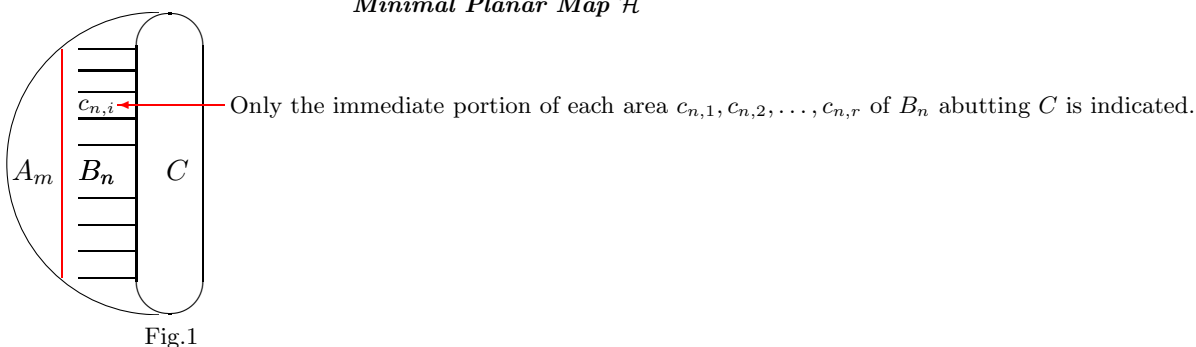 Minimal Planar Map H
c_{n,i}
Only the immediate portion of each area c_{n,1}, c_{n,2}, . . . , c_{n,r} of B_n abutting C is indicated.
A_m B_n C
Fig.1